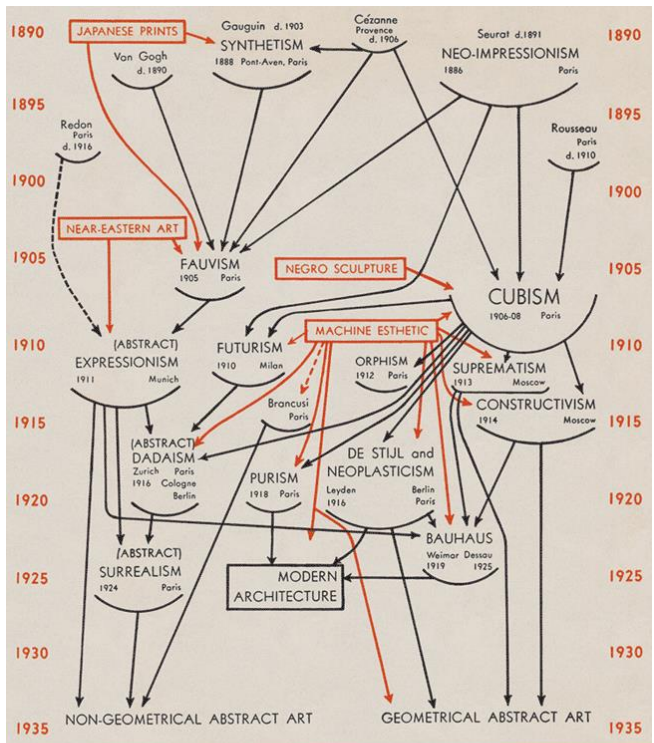 1890
JAPANESE PRINTS
Gauguin d. 1903
SYNTHETISM
1888 Pont-Aven, Paris
Cézanne
Provence
d. 1906
Seurat d.1891
NEO-IMPRESSIONISM
1886 Paris
1890
Van Gogh
d. 1890
1895
1895
Redon
Paris
d. 1916
Rousseau
Paris
d. 1910
1900
1900
NEAR-EASTERN ART
1905
FAUVISM
1905 Paris
NEGRO SCULPTURE
1905
CUBISM
1906-08 Paris
1910
(ABSTRACT)
EXPRESSIONISM
1911 Munich
FUTURISM
1910 Milan
MACHINE ESTHETIC
ORPHISM
1912 Paris
SUPREMATISM
1913 Moscow
1910
Brancusi
Paris
CONSTRUCTIVISM
1914 Moscow
1915
1915
(ABSTRACT)
DADAISM
Zurich Paris
1916 Cologne
Berlin
PURISM
1918 Paris
DE STIJL and
NEOPLASTICISM
Leyden Berlin
1916 Paris
1920
1920
(ABSTRACT)
SURREALISM
1924 Paris
BAUHAUS
Weimar Dessau
1919 1925
1925
MODERN
ARCHITECTURE
1925
1930
1930
NON-GEOMETRICAL ABSTRACT ART
GEOMETRICAL ABSTRACT ART
1935
1935